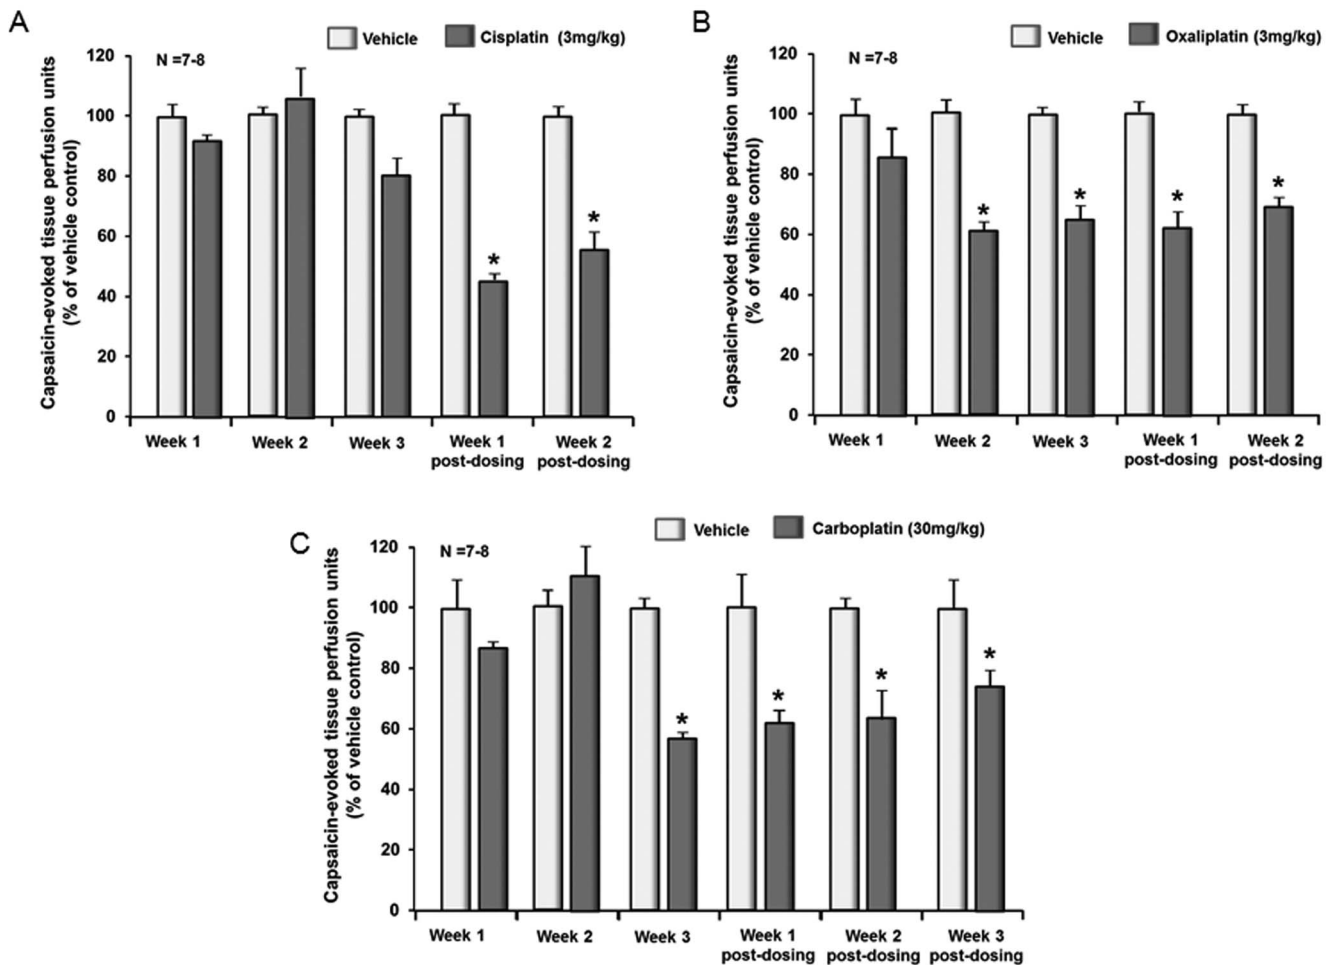 A
Vehicle
Cisplatin (3mg/kg)
N =7-8
Capsaicin-evoked tissue perfusion units
(% of vehicle control)
120
100
80
60
40
20
0
*
*
Week 1
Week 2
Week 3
Week 1
post-dosing
Week 2
post-dosing
B
Vehicle
Oxaliplatin (3mg/kg)
N =7-8
Capsaicin-evoked tissue perfusion units
(% of vehicle control)
120
100
80
60
40
20
0
*
*
*
*
Week 1
Week 2
Week 3
Week 1
post-dosing
Week 2
post-dosing
C
Vehicle
Carboplatin (30mg/kg)
N =7-8
Capsaicin-evoked tissue perfusion units
(% of vehicle control)
120
100
80
60
40
20
0
*
*
*
*
Week 1
Week 2
Week 3
Week 1
post-dosing
Week 2
post-dosing
Week 3
post-dosing